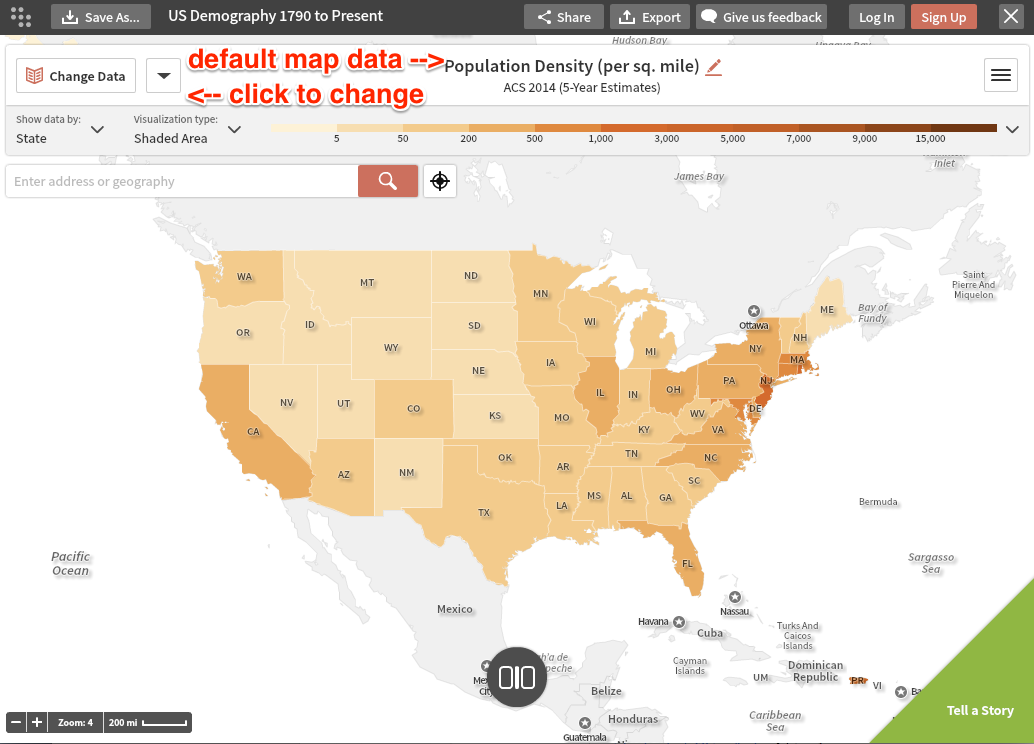 Save As...
US Demography 1790 to Present
Share
Export
Give us feedback
Log In
Sign Up
Hudson Bay
Change Data
default map data -->
<-- click to change
Population Density (per sq. mile)
ACS 2014 (5-Year Estimates)
Show data by:
State
Visualization type:
Shaded Area
5
50
200
500
1,000
3,000
5,000
7,000
9,000
15,000
Enter address or geography
Inlet
James Bay
WA
MT
ND
MN
OR
ID
SD
WI
WY
MI
IA
NE
NV
UT
CO
KS
MO
IL
IN
OH
KY
WV
VA
PA
NY
NJ
DE
MA
NH
ME
CA
AZ
NM
OK
AR
TN
NC
SC
TX
LA
MS
AL
GA
FL
Ottawa
Bay of
Fundy
Saint
Pierre And
Miquelon
Bermuda
Pacific
Ocean
Sargasso
Sea
Mexico
Nassau
Havana
Cuba
Turks And
Caicos
Islands
Cayman
Islands
Dominican
Republic
UM
PR
VI
Belize
Honduras
Guatemala
Caribbean
Sea
Zoom: 4
200 mi
Tell a Story